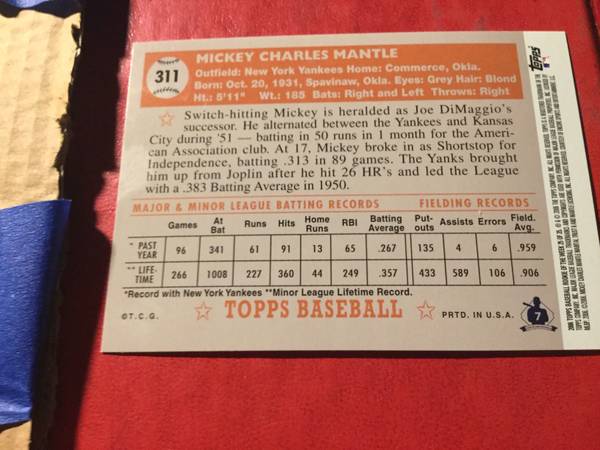 311
MICKEY CHARLES MANTLE
Outfield: New York Yankees Home: Commerce, Okla.
Born: Oct. 20, 1931, Spavinaw, Okla. Eyes: Grey Hair: Blond
Ht.: 5'11" Wt.: 185 Bats: Right and Left Throws: Right
Switch-hitting Mickey is heralded as Joe DiMaggio's
successor. He alternated between the Yankees and Kansas
City during '51 — batting in 50 runs in 1 month for the Ameri-
can Association club. At 17, Mickey broke in as Shortstop for
Independence, batting .313 in 89 games. The Yanks brought
him up from Joplin after he hit 26 HR's and led the League
with a .383 Batting Average in 1950.
MAJOR & MINOR LEAGUE BATTING RECORDS FIELDING RECORDS
Games At Bat Runs Hits Home Runs RBI Batting Average Put-outs Assists Errors Field. Avg.
* PAST YEAR 96 341 61 91 13 65 .267 135 4 6 .959
** LIFE-TIME 266 1008 227 360 44 249 .357 433 589 106 .906
*Record with New York Yankees **Minor League Lifetime Record.
©T.C.G. TOPPS BASEBALL PRTD. IN U.S.A.
7
Topps